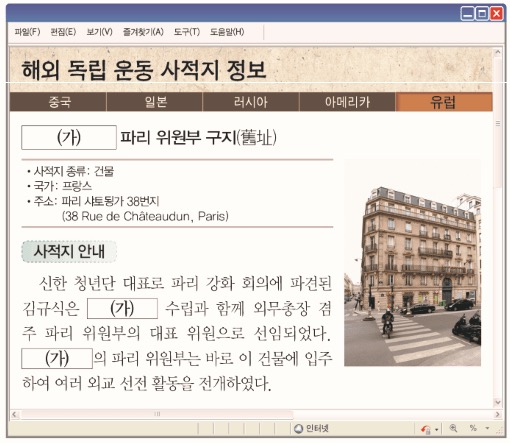 파일(F) 편집(E) 보기(V) 즐겨찾기(A) 도구(T) 도움말(H)
해외 독립 운동 사적지 정보
중국 일본 러시아 아메리카 유럽
(가) 파리 위원부 구지(舊址)
• 사적지 종류: 건물
• 국가: 프랑스
• 주소: 파리 샤토됭가 38번지
(38 Rue de Châteaudun, Paris)
사적지 안내
신한 청년단 대표로 파리 강화 회의에 파견된
김규식은 (가) 수립과 함께 외무총장 겸
주 파리 위원부의 대표 위원으로 선임되었다.
(가)의 파리 위원부는 바로 이 건물에 입주
하여 여러 외교 선전 활동을 전개하였다.
인터넷 %